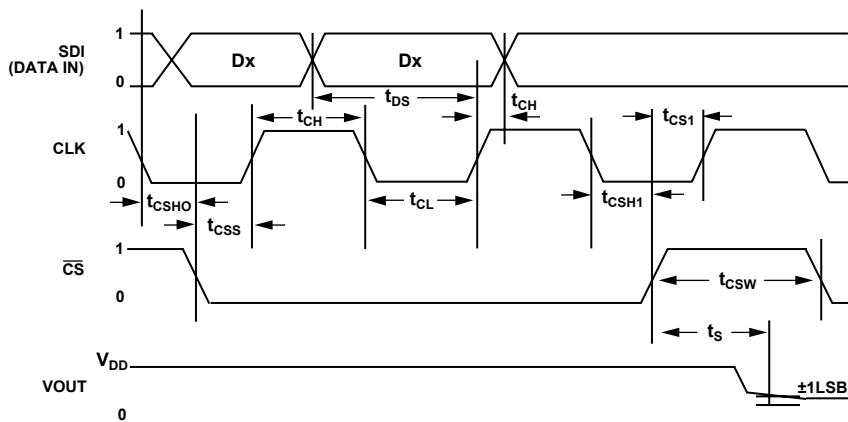 SDI
(DATA IN)
1
0
Dx
Dx
tDS
tCH
tCH
tCS1
CLK
1
0
tCSHO
tCSS
tCL
tCSH1
CS
1
0
tCSW
tS
VDD
VOUT
0
±1LSB